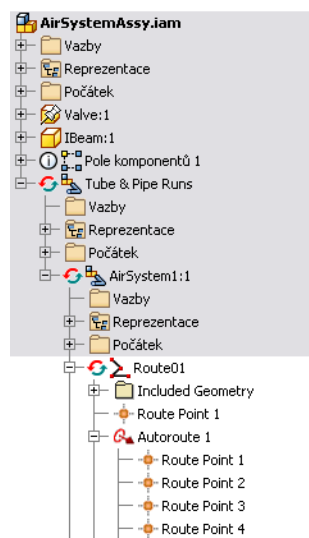 AirSystemAssy.iam
Vazby
Reprezentace
Počátek
Valve:1
IBeam:1
Pole komponentů 1
Tube & Pipe Runs
Vazby
Reprezentace
Počátek
AirSystem1:1
Vazby
Reprezentace
Počátek
Route01
Included Geometry
Route Point 1
Autoroute 1
Route Point 1
Route Point 2
Route Point 3
Route Point 4